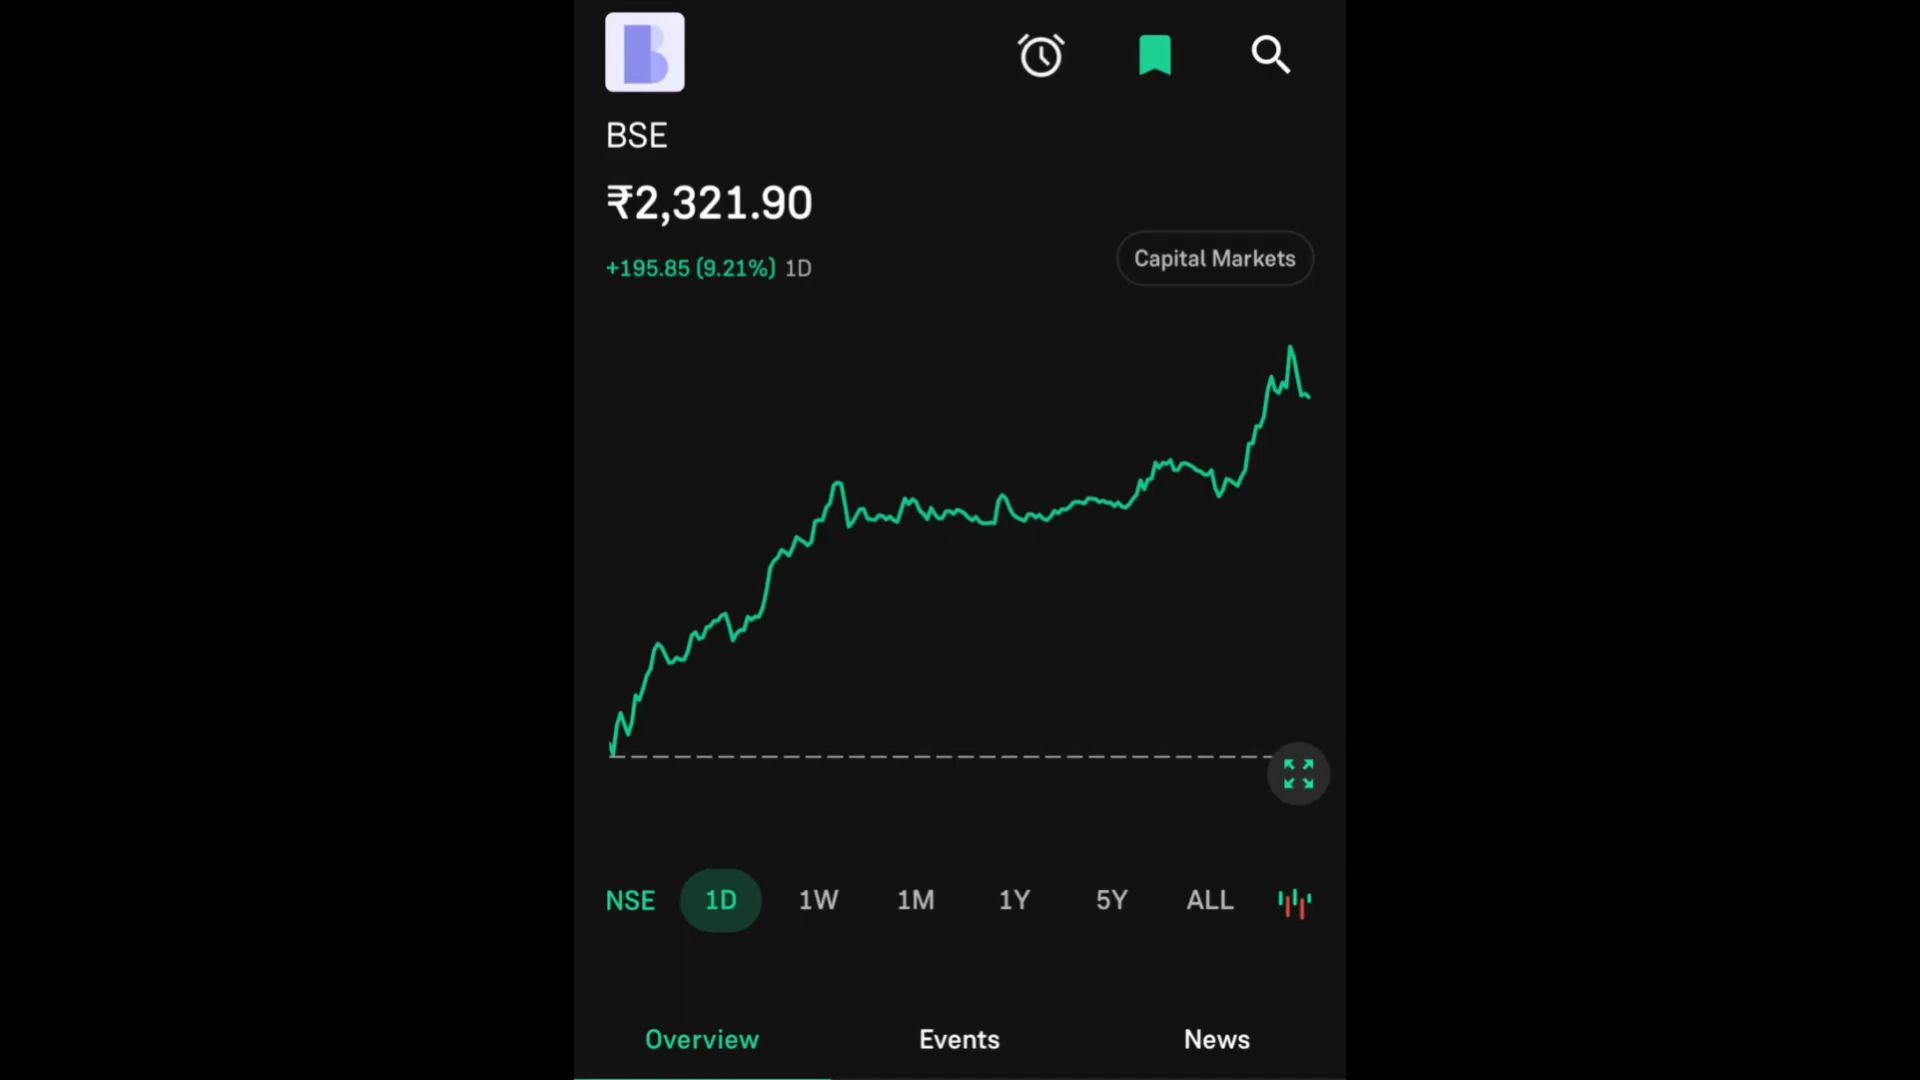 BSE
₹2,321.90
+195.85 (9.21%) 1D
Capital Markets
NSE 1D 1W 1M 1Y 5Y ALL
Overview Events News